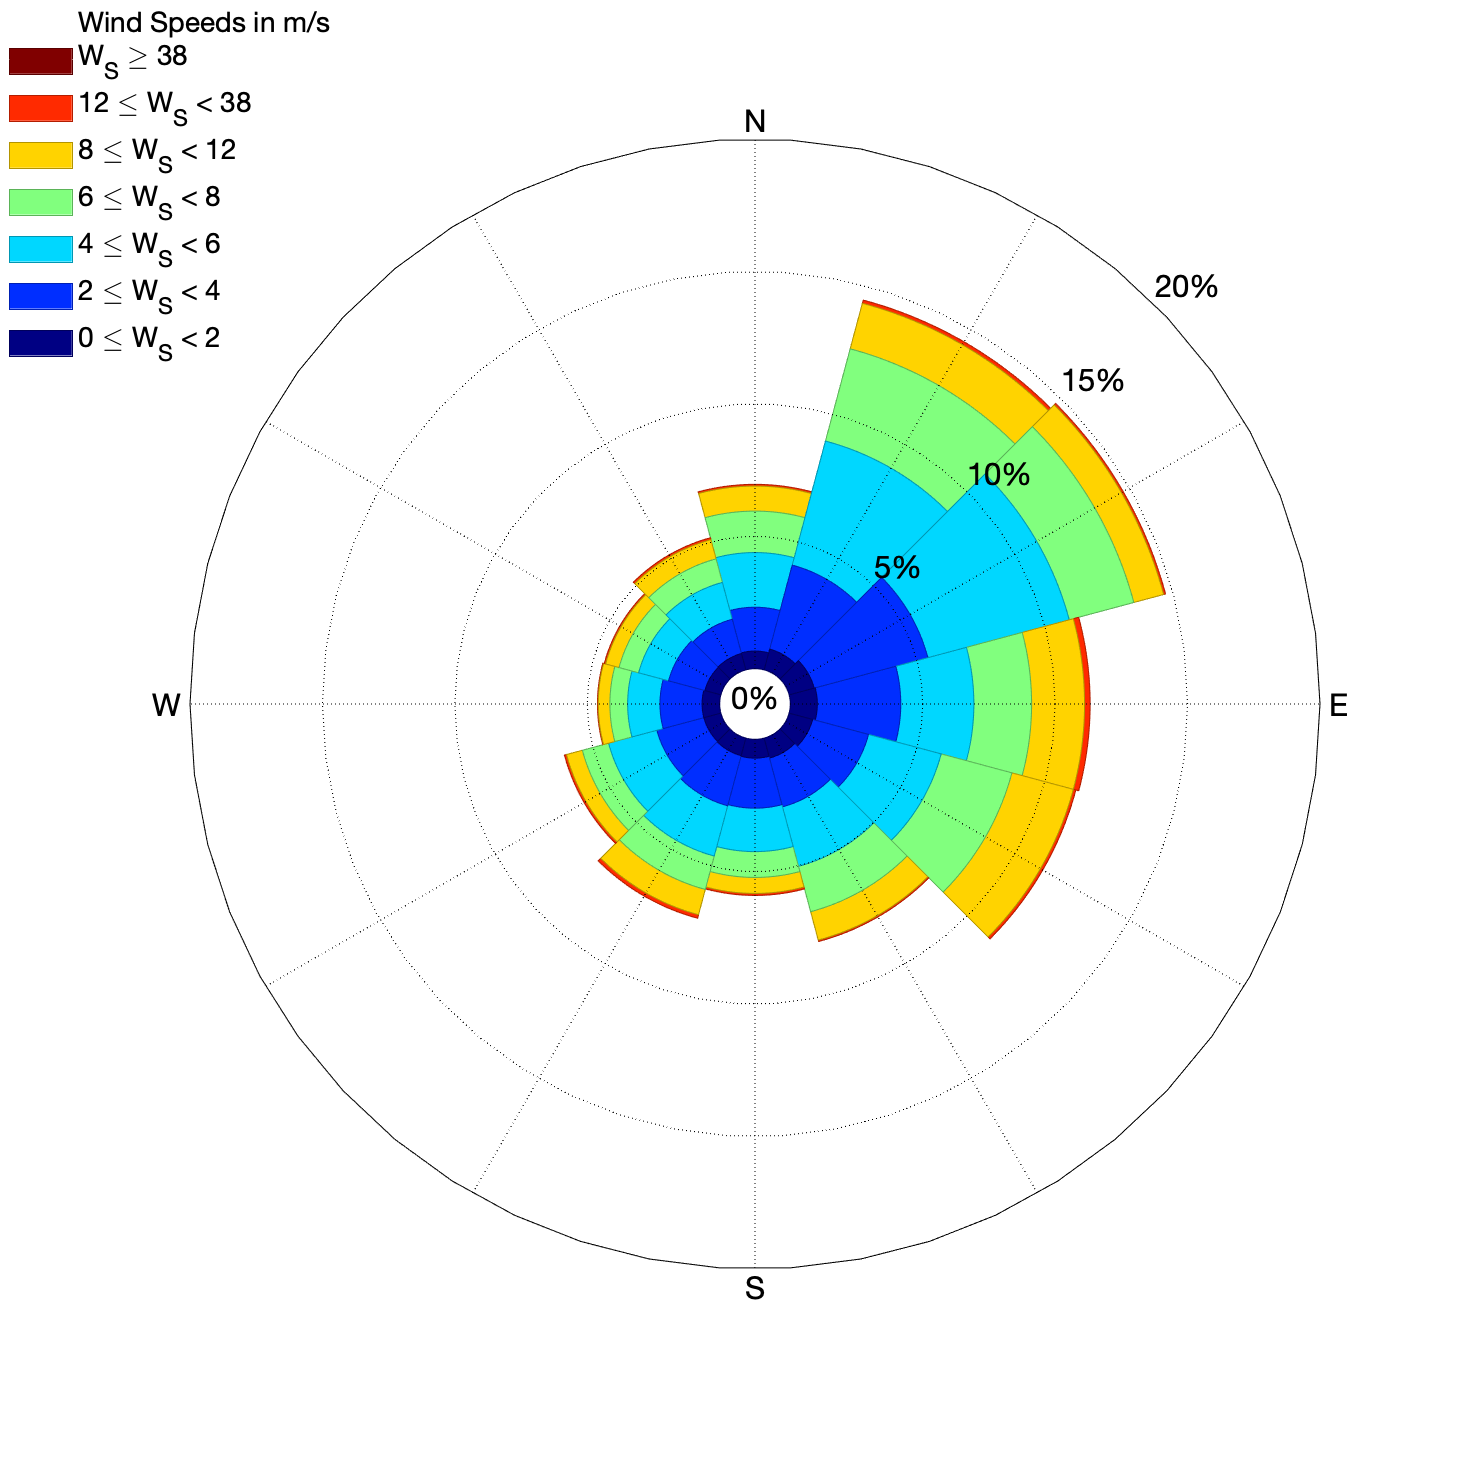 Wind Speeds in m/s
W_S ≥ 38
12 ≤ W_S < 38
8 ≤ W_S < 12
6 ≤ W_S < 8
4 ≤ W_S < 6
2 ≤ W_S < 4
0 ≤ W_S < 2
N
20%
15%
10%
5%
0%
W
E
S